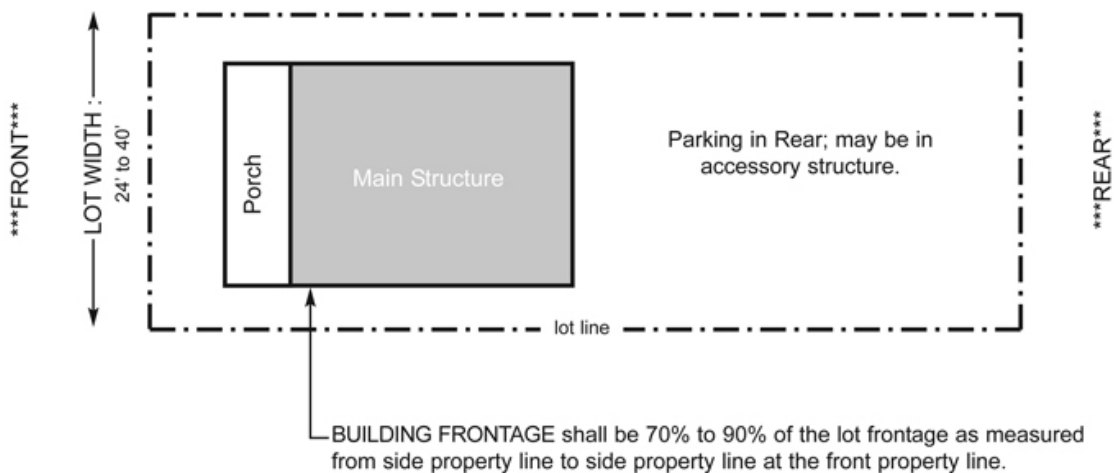 ***FRONT***
LOT WIDTH :
24' to 40'
Porch
Main Structure
Parking in Rear; may be in
accessory structure.
***REAR***
lot line
BUILDING FRONTAGE shall be 70% to 90% of the lot frontage as measured
from side property line to side property line at the front property line.